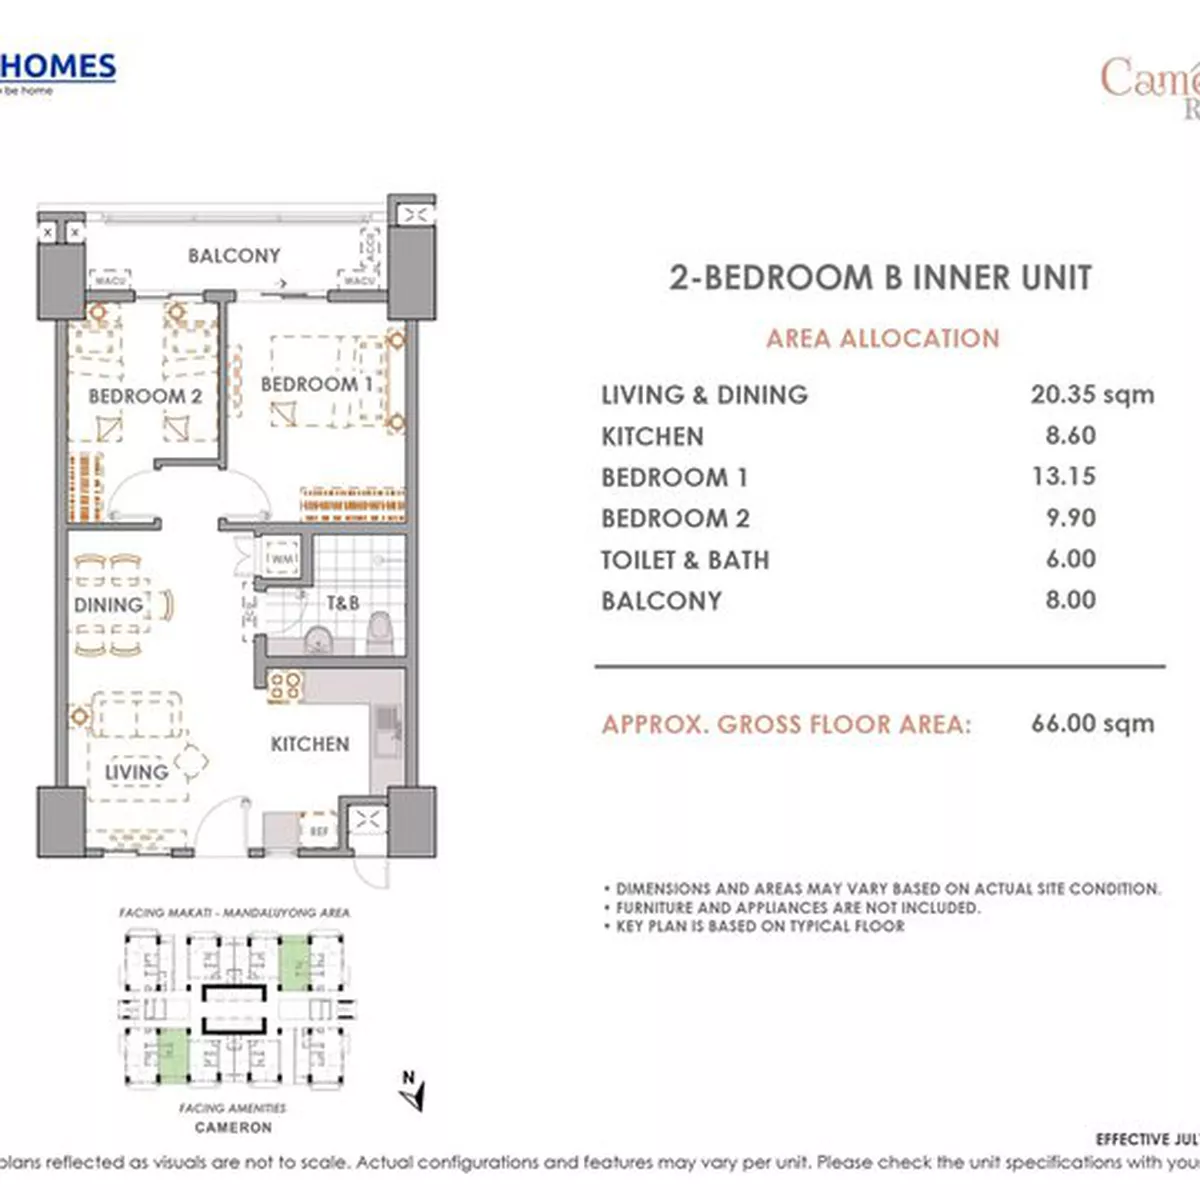 HOMES
be home
Came
R
BALCONY
ACCU
WACU
WACU
BEDROOM 2
BEDROOM 1
WM
DINING
T&B
KITCHEN
LIVING
REF
2-BEDROOM B INNER UNIT
AREA ALLOCATION
LIVING & DINING 20.35 sqm
KITCHEN 8.60
BEDROOM 1 13.15
BEDROOM 2 9.90
TOILET & BATH 6.00
BALCONY 8.00
APPROX. GROSS FLOOR AREA: 66.00 sqm
• DIMENSIONS AND AREAS MAY VARY BASED ON ACTUAL SITE CONDITION.
• FURNITURE AND APPLIANCES ARE NOT INCLUDED.
• KEY PLAN IS BASED ON TYPICAL FLOOR
FACING MAKATI - MANDALUYONG AREA
FACING AMENITIES
CAMERON
N
EFFECTIVE JUL
plans reflected as visuals are not to scale. Actual configurations and features may vary per unit. Please check the unit specifications with your